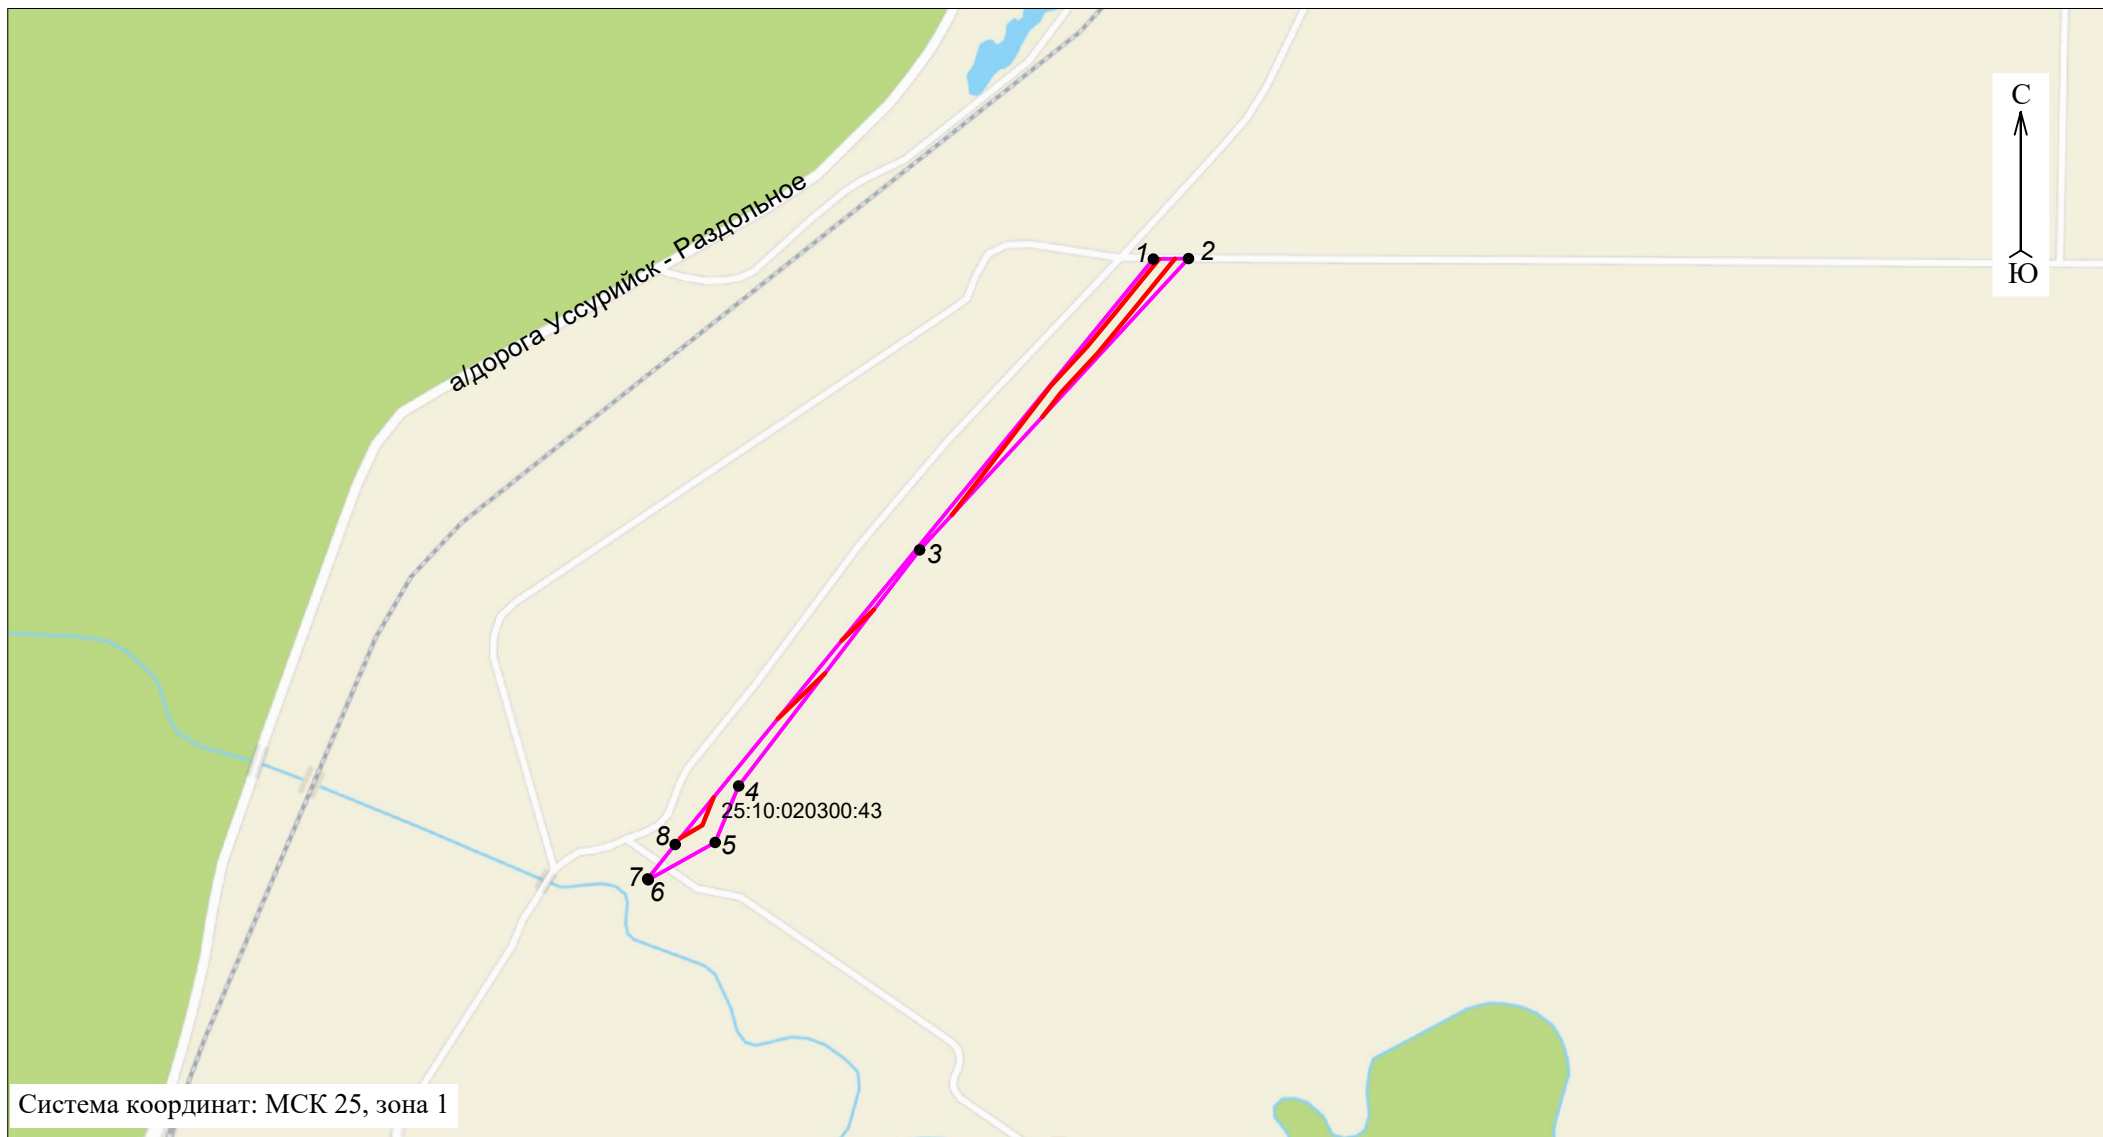 С
Ю
а/дорога Уссурийск - Раздольное
1
2
3
4
25:10:020300:43
8
5
7
6
Система координат: МСК 25, зона 1